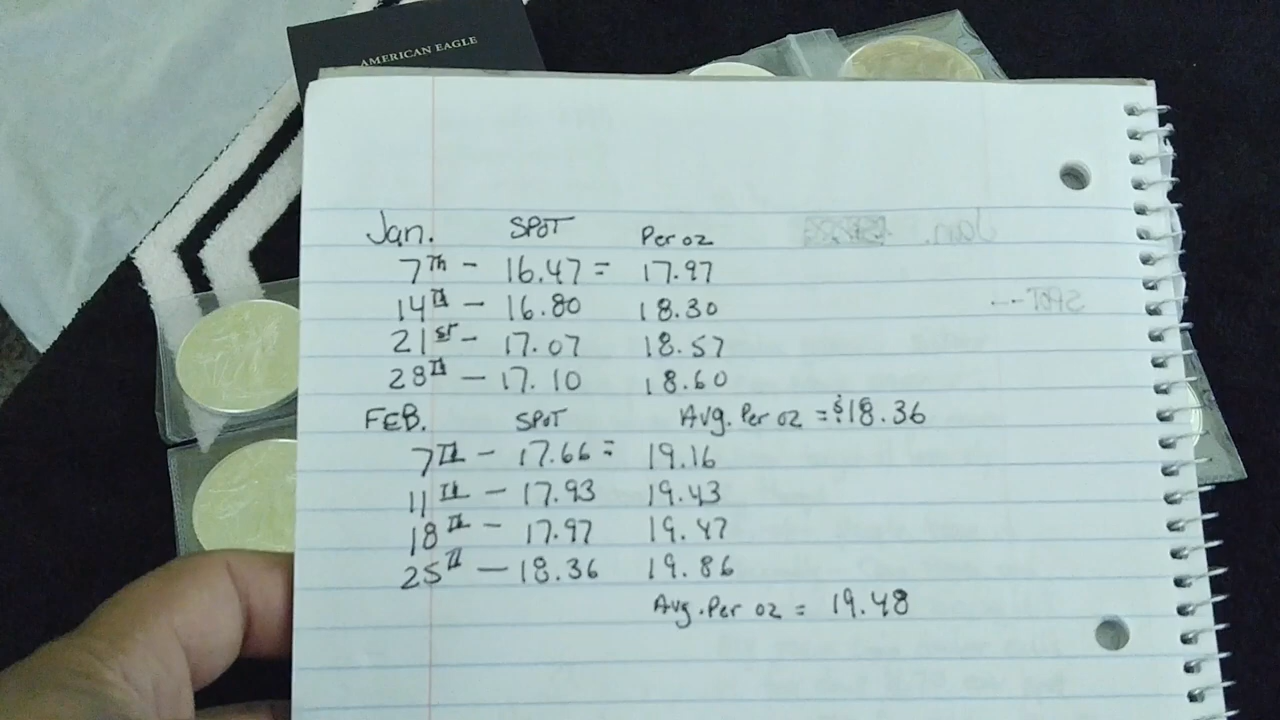 AMERICAN EAGLE
Jan. SPOT Per oz
7th - 16.47 = 17.97
14th - 16.80 18.30
21st - 17.07 18.57
28th - 17.10 18.60
FEB. SPOT Avg. Per oz = $18.36
7th - 17.66 = 19.16
11th - 17.93 19.43
18th - 17.97 19.47
25th - 18.36 19.86
Avg. Per oz = 19.48